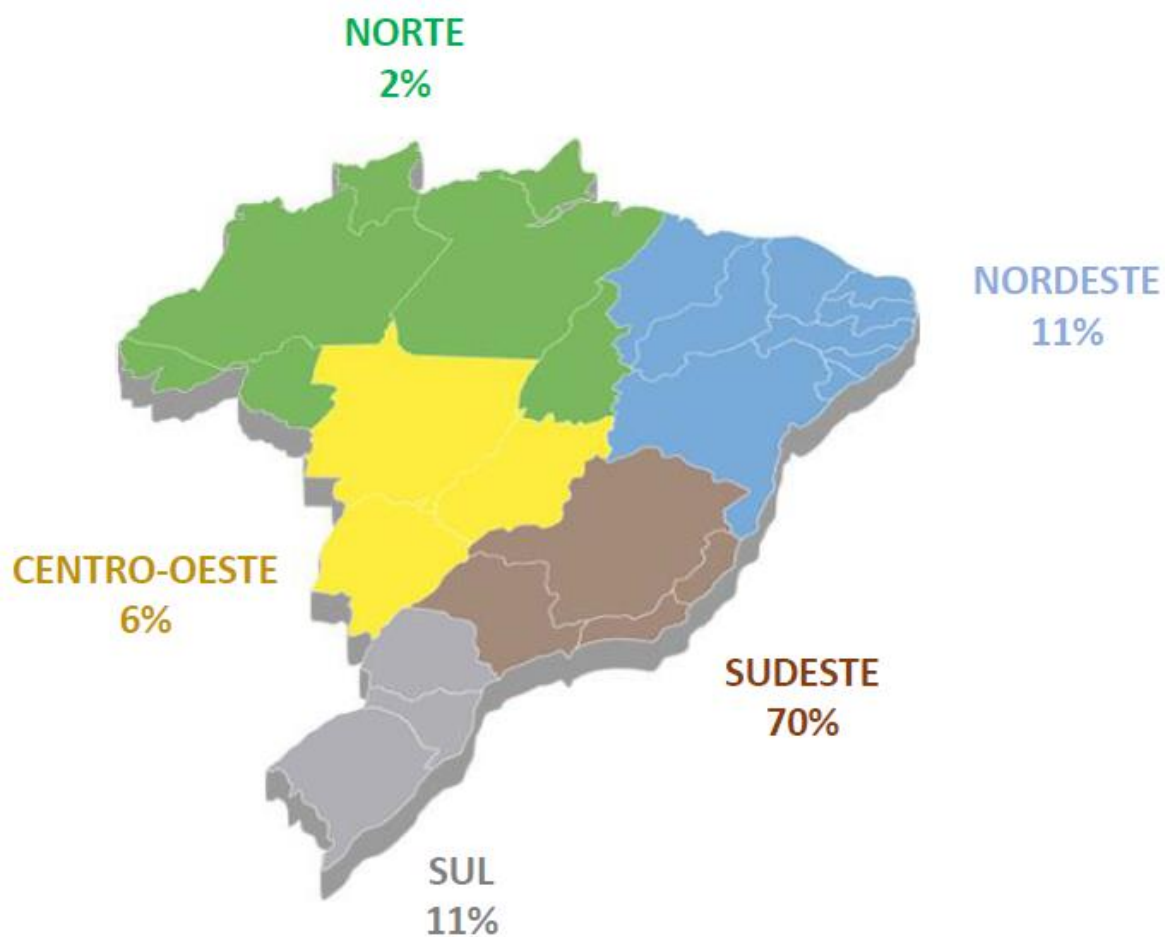 NORTE
2%
NORDESTE
11%
CENTRO-OESTE
6%
SUDESTE
70%
SUL
11%